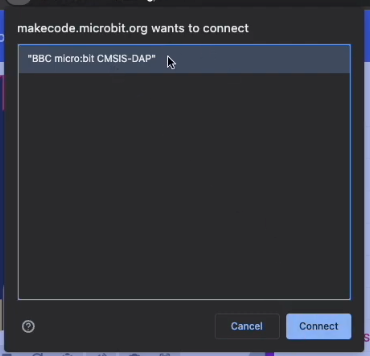 makecode.microbit.org wants to connect
"BBC micro:bit CMSIS-DAP"
Cancel
Connect